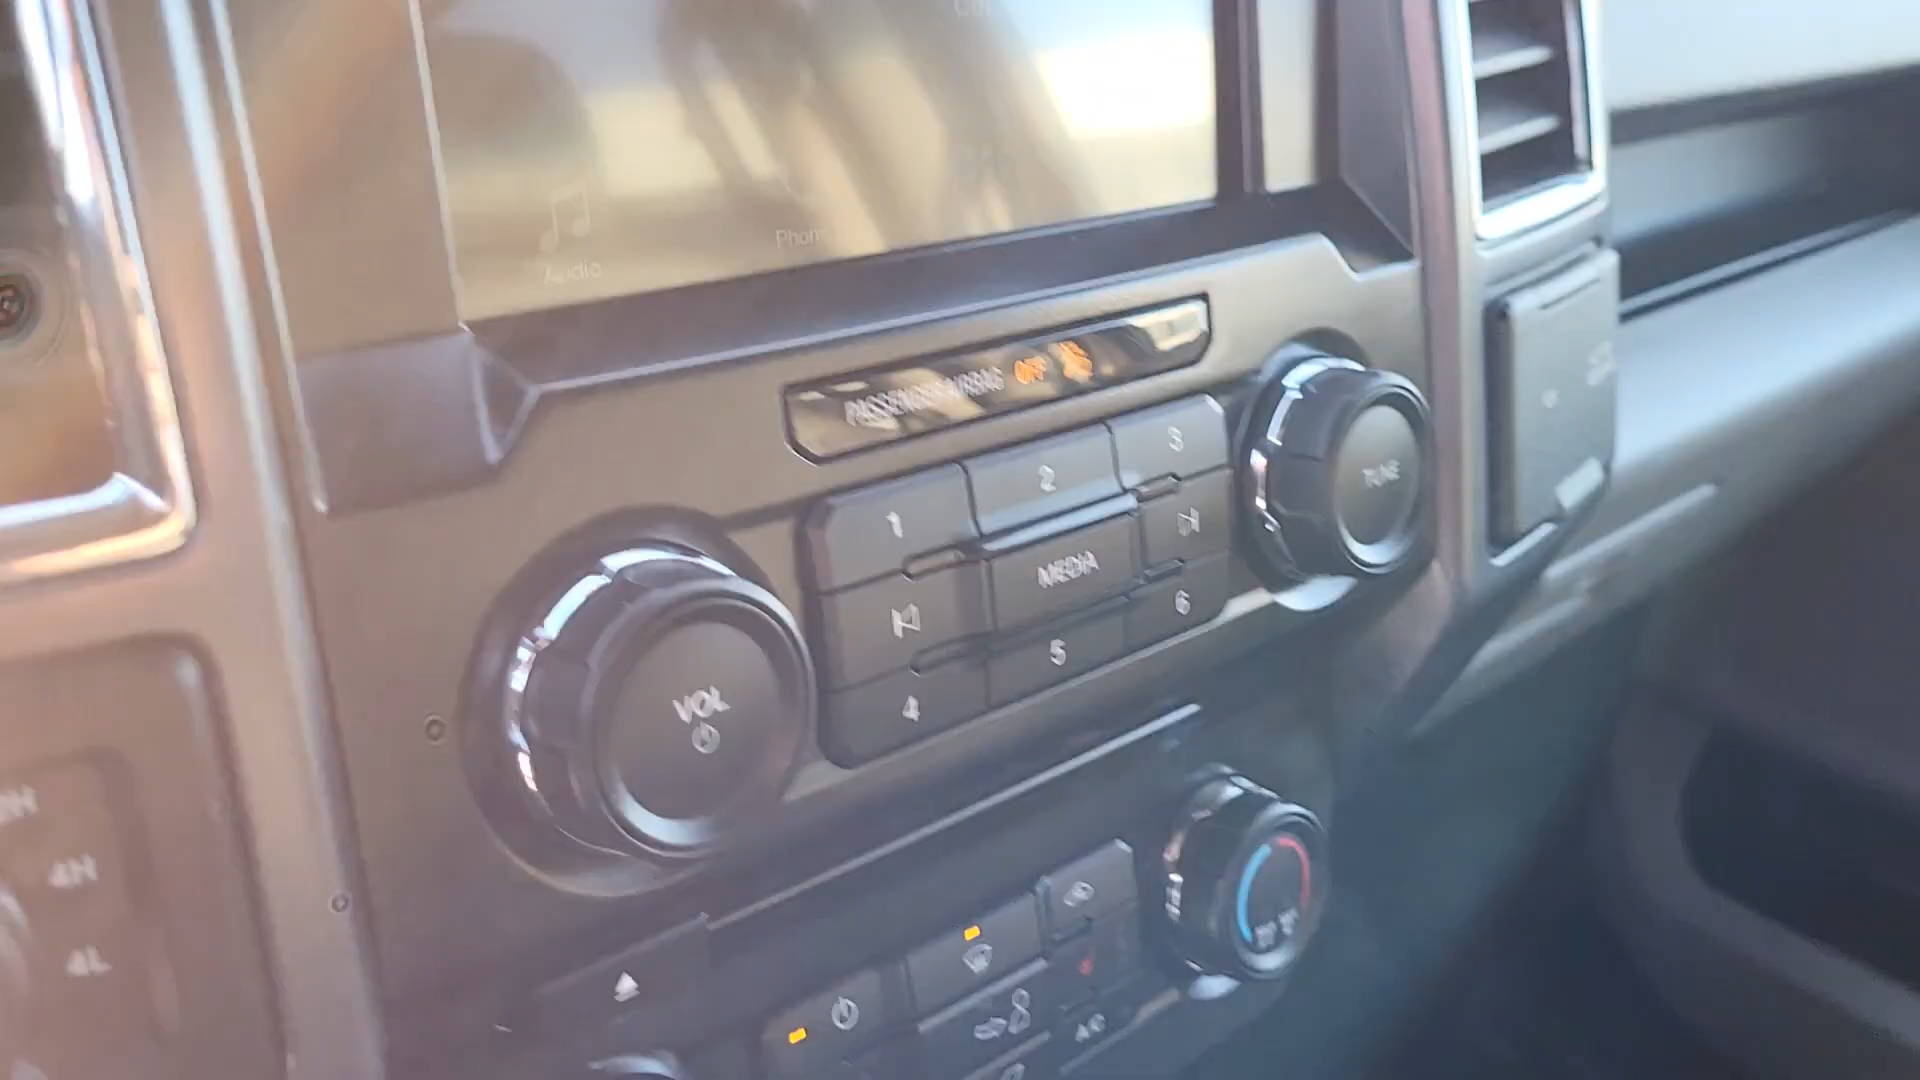 Audio
Phone
PASSENGER AIRBAG OFF
1
2
3
MEDIA
4
5
6
TUNE
VOL
4H
4L
A/C